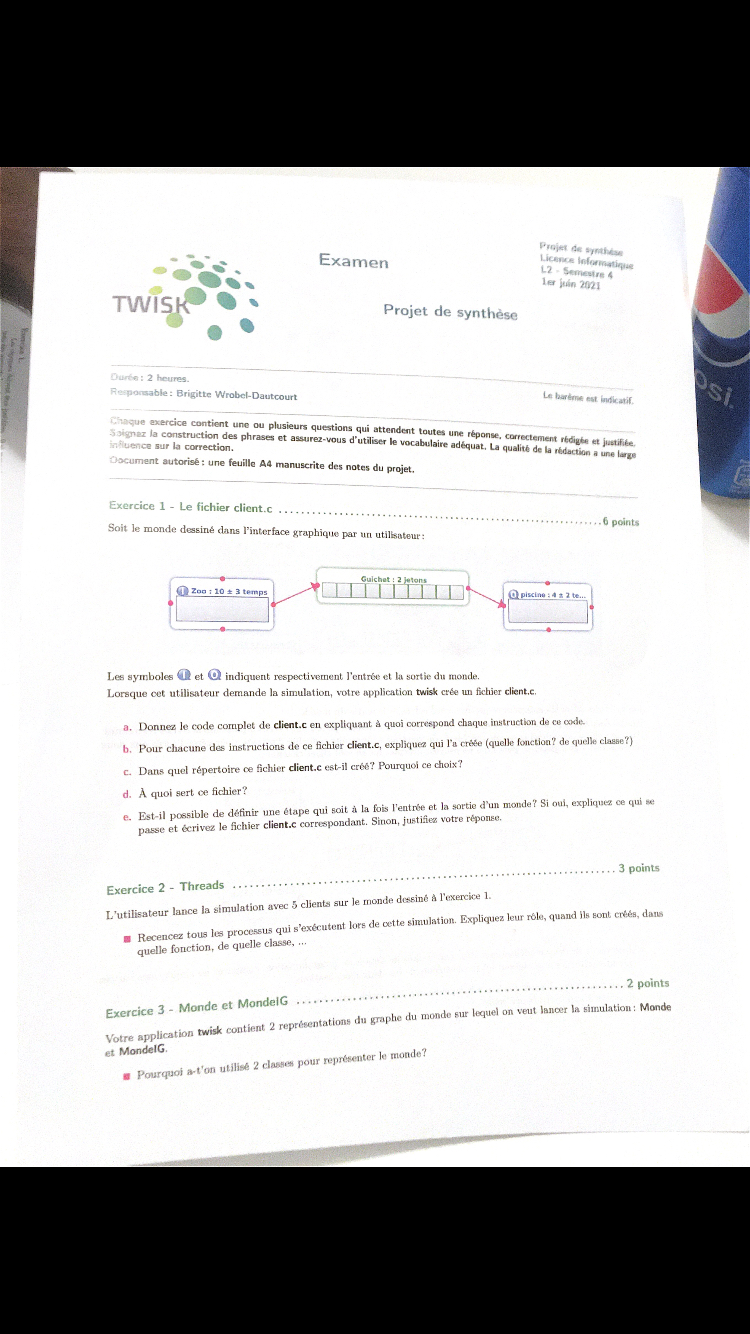 Examen
Projet de synthèse
Licence Informatique
L2 - Semestre 4
1er juin 2021
TWISK
Projet de synthèse
Durée : 2 heures.
Responsable : Brigitte Wrobel-Dautcourt
Le barème est indicatif.
Chaque exercice contient une ou plusieurs questions qui attendent toutes une réponse, correctement rédigée et justifiée.
Soignez la construction des phrases et assurez-vous d'utiliser le vocabulaire adéquat. La qualité de la rédaction a une large
influence sur la correction.
Document autorisé : une feuille A4 manuscrite des notes du projet.
Exercice 1 - Le fichier client.c ..........................................................6 points
Soit le monde dessiné dans l'interface graphique par un utilisateur :
Guichet : 2 jetons
I Zoo : 10 ± 3 temps
O piscine : 4 ± 2 te...
Les symboles I et O indiquent respectivement l'entrée et la sortie du monde.
Lorsque cet utilisateur demande la simulation, votre application twisk crée un fichier client.c.
a. Donnez le code complet de client.c en expliquant à quoi correspond chaque instruction de ce code.
b. Pour chacune des instructions de ce fichier client.c, expliquez qui l'a créée (quelle fonction? de quelle classe?)
c. Dans quel répertoire ce fichier client.c est-il créé? Pourquoi ce choix?
d. À quoi sert ce fichier?
e. Est-il possible de définir une étape qui soit à la fois l'entrée et la sortie d'un monde? Si oui, expliquez ce qui se
passe et écrivez le fichier client.c correspondant. Sinon, justifiez votre réponse.
Exercice 2 - Threads .................................................................. 3 points
L'utilisateur lance la simulation avec 5 clients sur le monde dessiné à l'exercice 1.
■ Recencez tous les processus qui s'exécutent lors de cette simulation. Expliquez leur rôle, quand ils sont créés, dans
quelle fonction, de quelle classe, ...
Exercice 3 - Monde et MondeIG ........................................................ 2 points
Votre application twisk contient 2 représentations du graphe du monde sur lequel on veut lancer la simulation : Monde
et MondeIG.
■ Pourquoi a-t'on utilisé 2 classes pour représenter le monde?
osi.